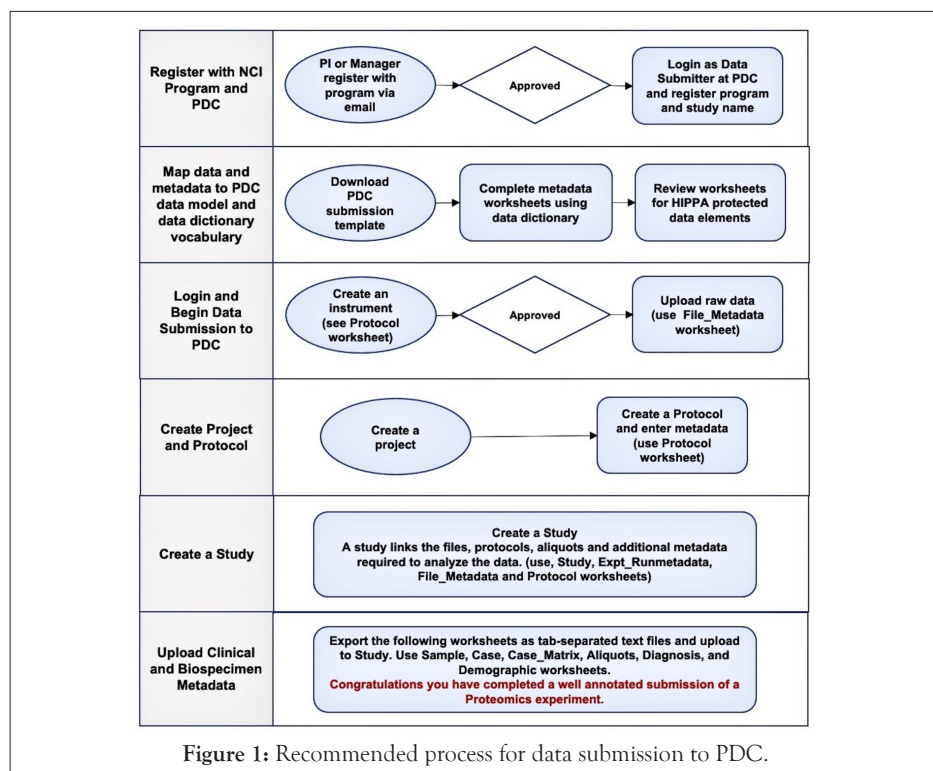 Register with NCI
Program and
PDC
PI or Manager
register with
program via
email
Approved
Login as Data
Submitter at PDC
and register program
and study name
Map data and
metadata to PDC
data model and
data dictionary
vocabulary
Download
PDC
submission
template
Complete metadata
worksheets using
data dictionary
Review worksheets
for HIPPA protected
data elements
Login and
Begin Data
Submission to
PDC
Create an
instrument
(see Protocol
worksheet)
Approved
Upload raw data
(use File_Metadata
worksheet)
Create Project
and Protocol
Create a
project
Create a Protocol
and enter metadata
(use Protocol
worksheet)
Create a Study
Create a Study
A study links the files, protocols, aliquots and additional metadata
required to analyze the data. (use, Study, Expt_Runmetadata,
File_Metadata and Protocol worksheets)
Upload Clinical
and Biospecimen
Metadata
Export the following worksheets as tab-separated text files and upload
to Study. Use Sample, Case, Case_Matrix, Aliquots, Diagnosis, and
Demographic worksheets.
Congratulations you have completed a well annotated submission of a
Proteomics experiment.
Figure 1: Recommended process for data submission to PDC.